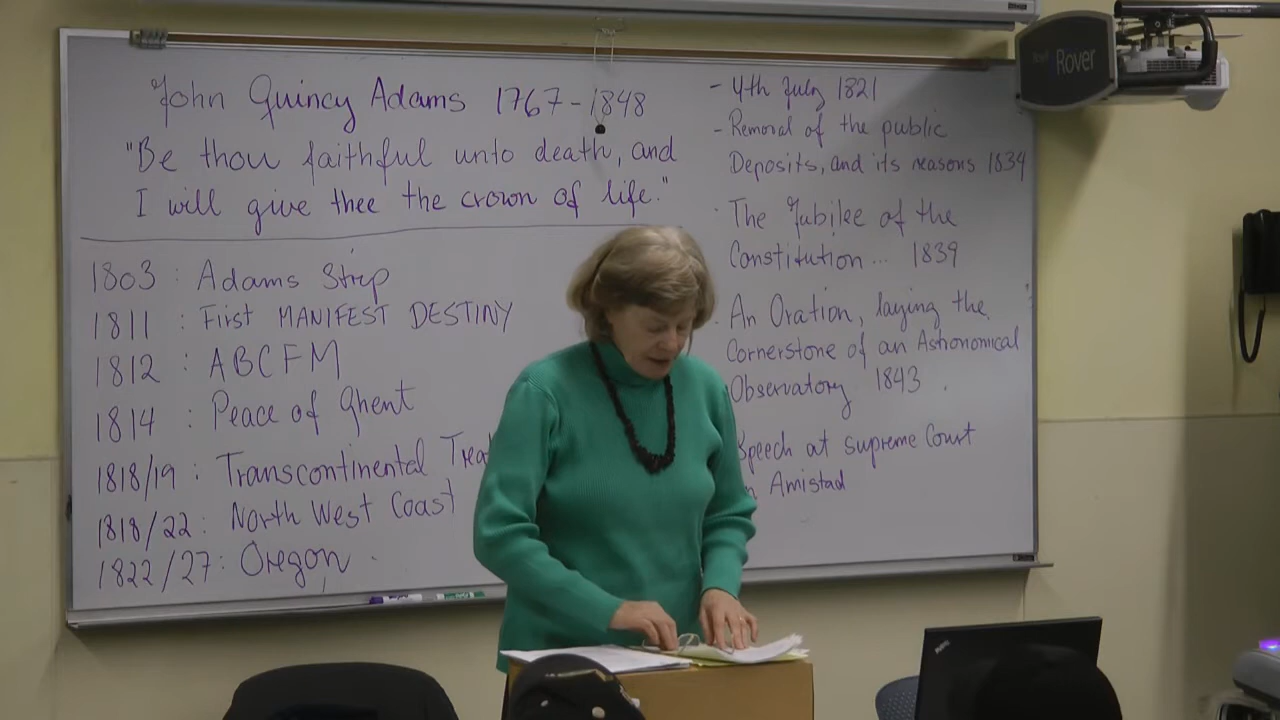 John Quincy Adams 1767-1848
"Be thou faithful unto death, and
I will give thee the crown of life."
1803 : Adams Strip
1811 : First MANIFEST DESTINY
1812 : ABCFM
1814 : Peace of Ghent
1818/19 : Transcontinental Trea
1818/22 : North West Coast
1822/27 : Oregon
- 4th July 1821
- Removal of the public
Deposits, and its reasons 1834
The Jubilee of the
Constitution... 1839
An Oration, laying the
Cornerstone of an Astronomical
Observatory 1843
Speech at supreme Court
Amistad
Rover